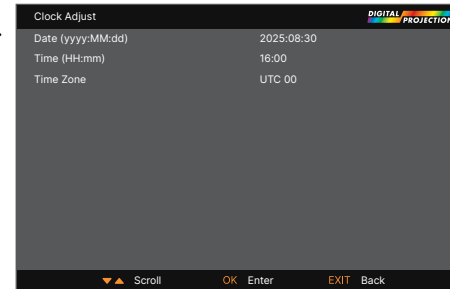 Clock Adjust
DIGITAL PROJECTION
Date (yyyy:MM:dd) 2025:08:30
Time (HH:mm) 16:00
Time Zone UTC 00
▼▲ Scroll OK Enter EXIT Back